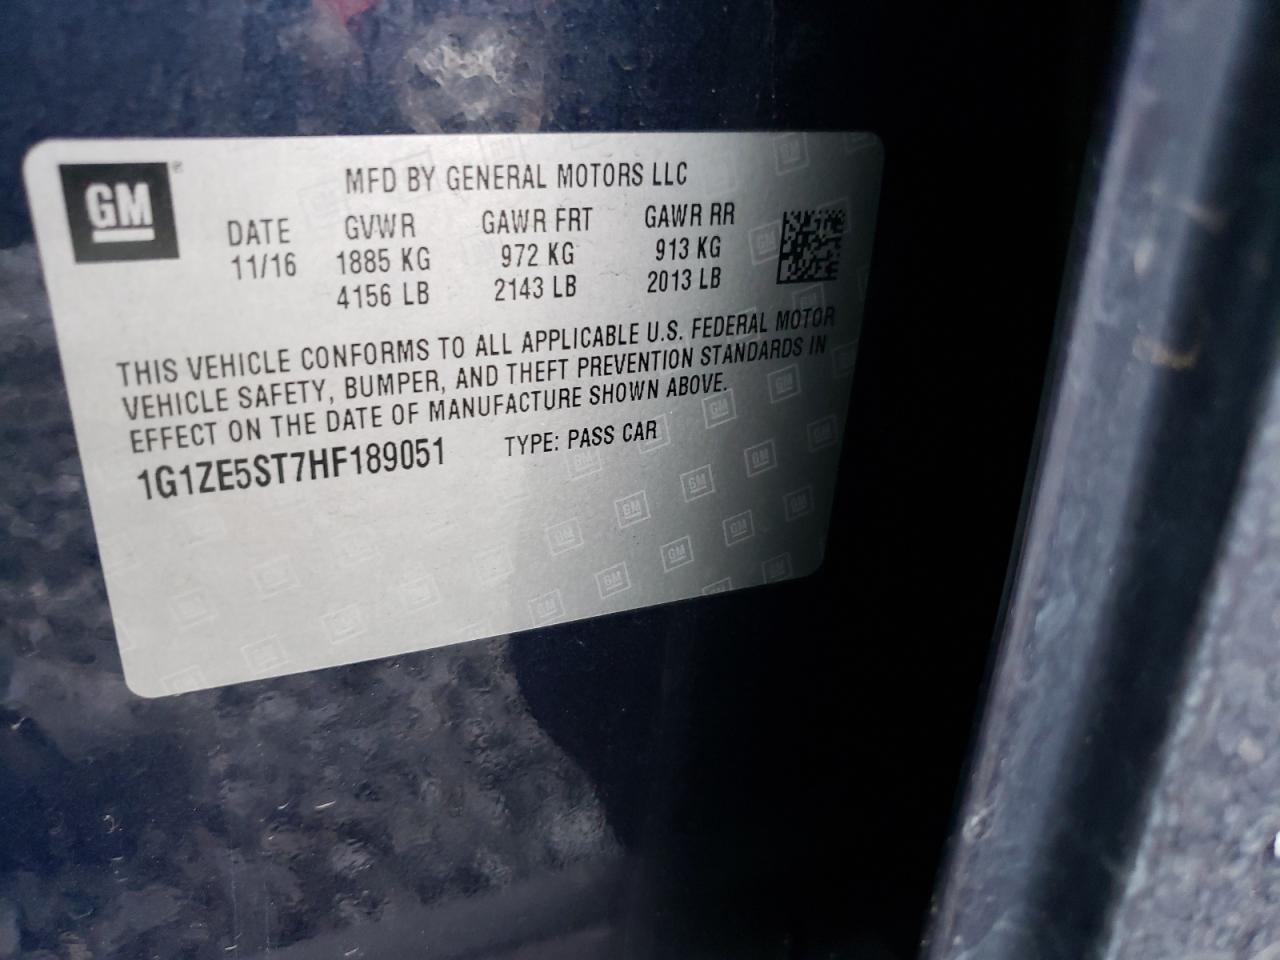 GM
MFD BY GENERAL MOTORS LLC
DATE GVWR GAWR FRT GAWR RR
11/16 1885 KG 972 KG 913 KG
4156 LB 2143 LB 2013 LB
THIS VEHICLE CONFORMS TO ALL APPLICABLE U.S. FEDERAL MOTOR
VEHICLE SAFETY, BUMPER, AND THEFT PREVENTION STANDARDS IN
EFFECT ON THE DATE OF MANUFACTURE SHOWN ABOVE.
1G1ZE5ST7HF189051 TYPE: PASS CAR